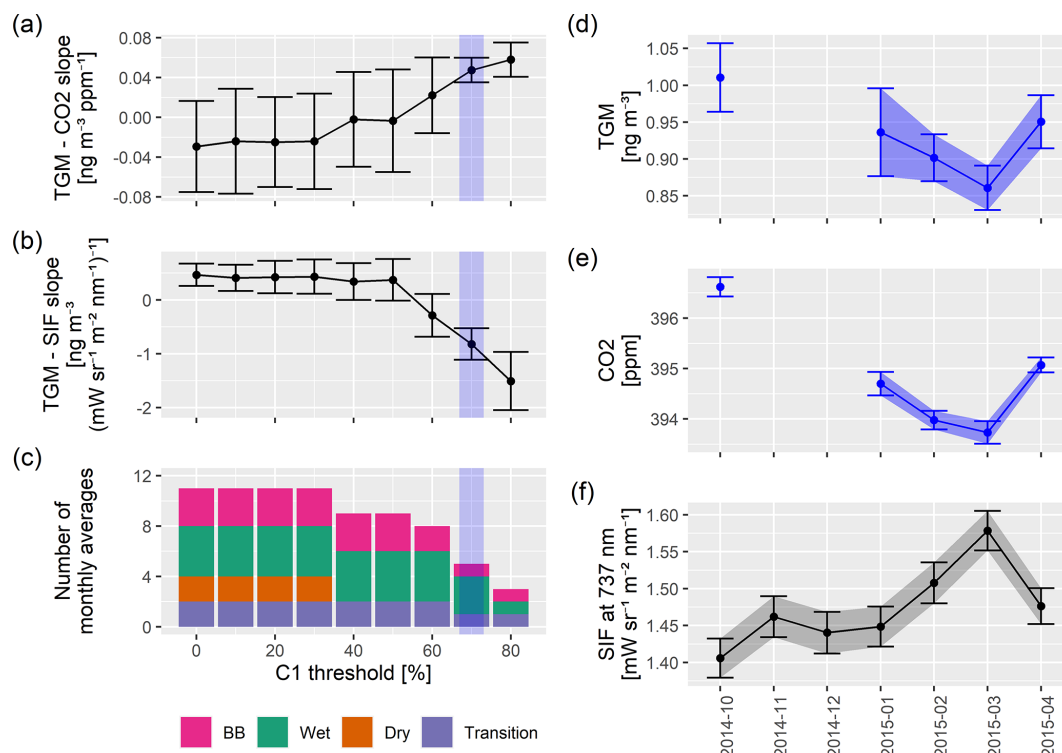 (a)
TGM - CO2 slope
[ng m⁻³ ppm⁻¹]
0.08
0.04
0.00
-0.04
-0.08
(b)
TGM - SIF slope
[ng m⁻³
(mW sr⁻¹ m⁻² nm⁻¹)⁻¹]
0
-1
-2
(c)
Number of
monthly averages
12
8
4
0
0
20
40
60
80
C1 threshold [%]
BB
Wet
Dry
Transition
(d)
TGM
[ng m⁻³]
1.05
1.00
0.95
0.90
0.85
(e)
CO2
[ppm]
396
395
394
(f)
SIF at 737 nm
[mW sr⁻¹ m⁻² nm⁻¹]
1.60
1.55
1.50
1.45
1.40
2014-10
2014-11
2014-12
2015-01
2015-02
2015-03
2015-04